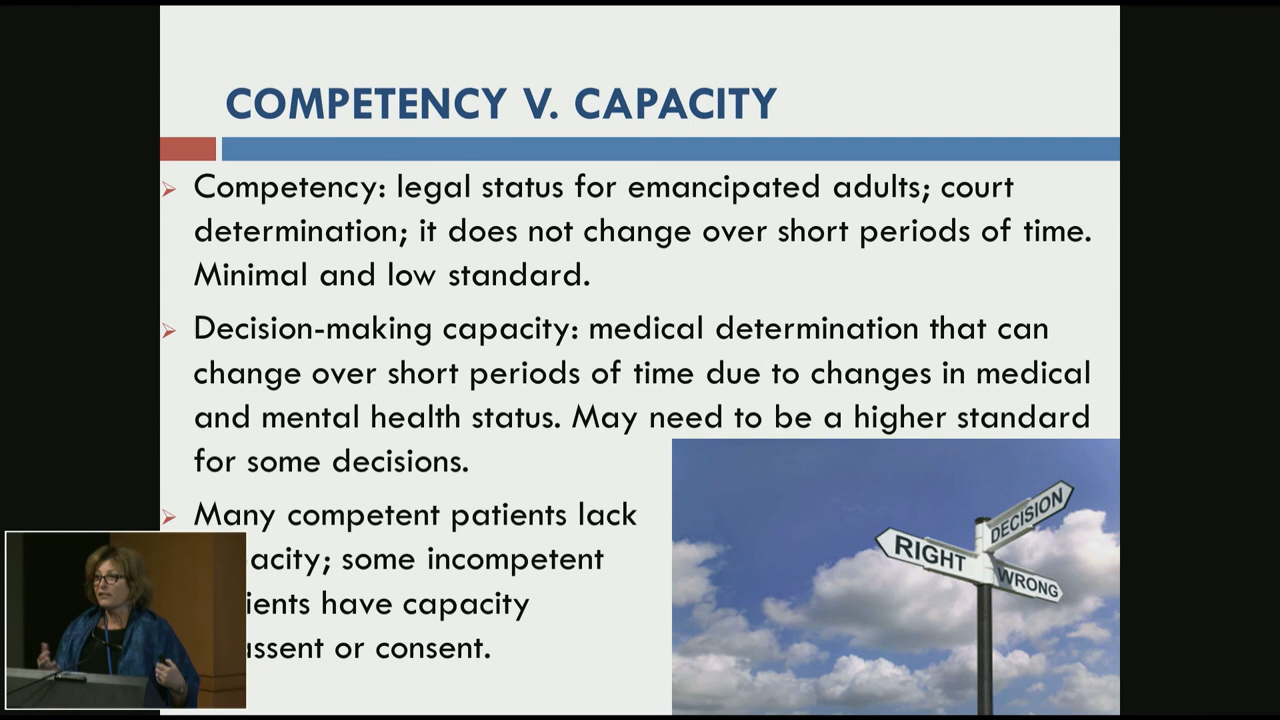 COMPETENCY V. CAPACITY
Competency: legal status for emancipated adults; court
determination; it does not change over short periods of time.
Minimal and low standard.
Decision-making capacity: medical determination that can
change over short periods of time due to changes in medical
and mental health status. May need to be a higher standard
for some decisions.
Many competent patients lack
acity; some incompetent
ients have capacity
assent or consent.
DECISION
RIGHT
WRONG